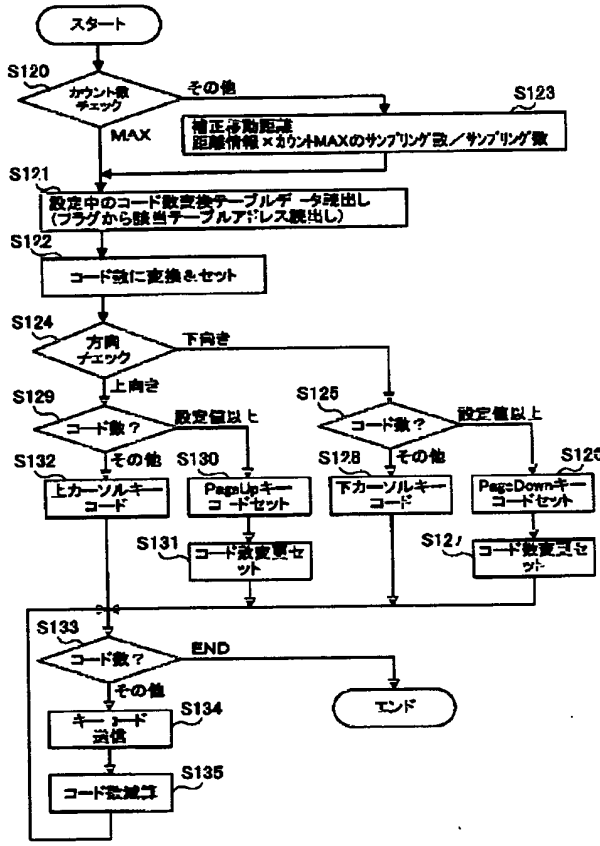 スタート
S120
カウント数
チェック
その他
MAX
S123
補正移動距離
距離情報×カウントMAXのサンプリング数／サンプリング数
S121
設定中のコード数変換テーブルデータ読出し
(フラグから該当テーブルアドレス読出し)
S122
コード数に変換&セット
S124
方向
チェック
下向き
上向き
S129
コード数？
設定値以上
その他
S125
コード数？
設定値以上
その他
S132
上カーソルキー
コード
S130
PageUpキー
コードセット
S128
下カーソルキー
コード
PageDownキー
コードセット
S131
コード数変更セ
ット
コード数変更セ
ット
S133
コード数？
END
その他
エンド
S134
キーコード
送信
S135
コード数減算